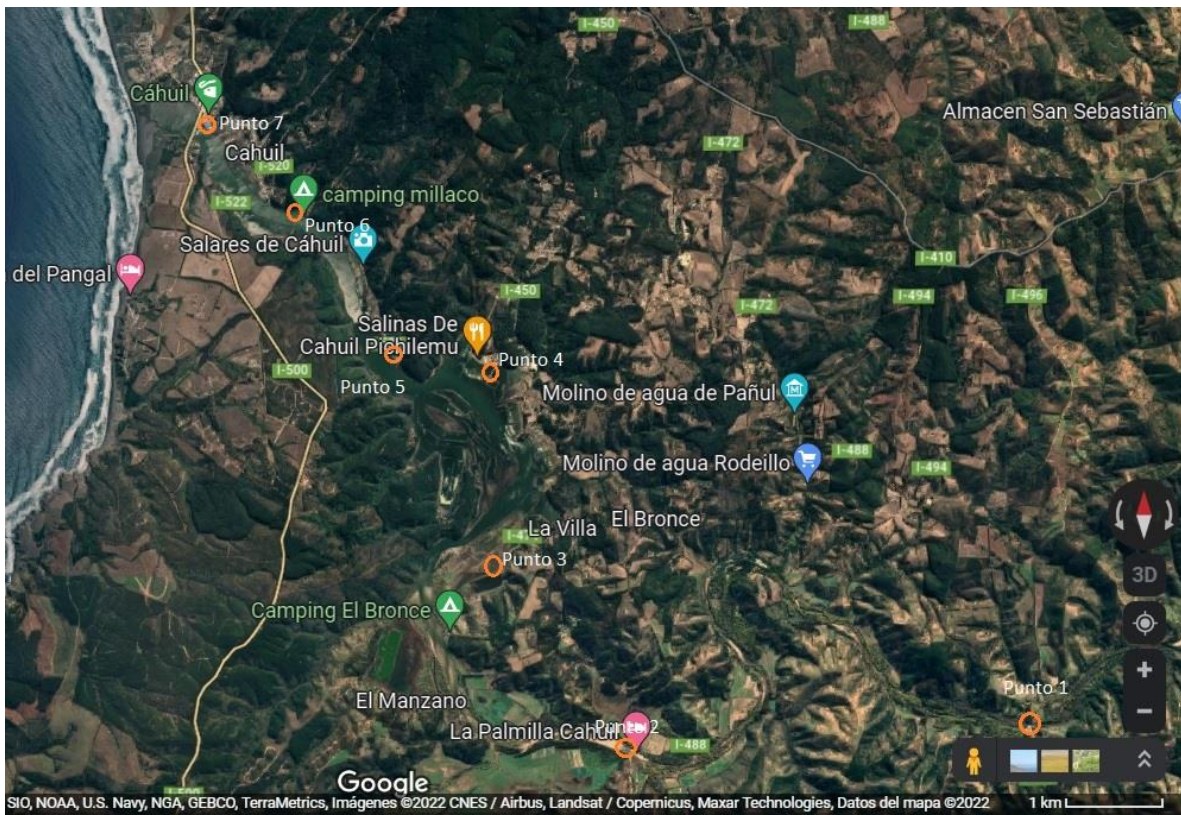 I-450
I-488
Cáhuil
Punto 7
Almacen San Sebastián
Cahuil
I-472
I-520
camping millaco
I-522
Punto 6
Salares de Cáhuil
I-410
del Pangal
I-450
I-494
I-496
I-472
Salinas De
Cahuil Pichilemu
Punto 4
I-500
Punto 5
Molino de agua de Pañul
Molino de agua Rodeillo
I-488
I-494
La Villa
El Bronce
Punto 3
3D
Camping El Bronce
El Manzano
Punto 1
La Palmilla Cahuil
Punto 2
I-488
Google
SIO, NOAA, U.S. Navy, NGA, GEBCO, TerraMetrics, Imágenes ©2022 CNES / Airbus, Landsat / Copernicus, Maxar Technologies, Datos del mapa ©2022
1 km